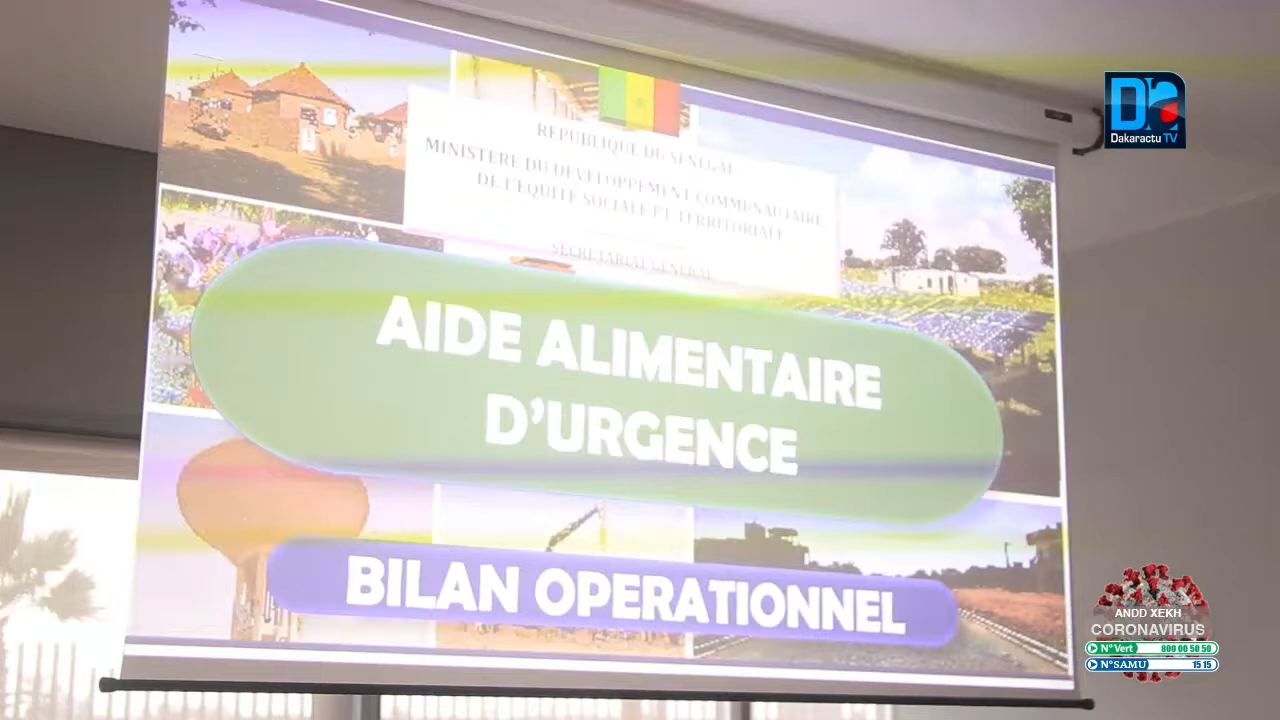 REPUBLIQUE DU SENEGAL
MINISTERE DU DEVELOPPEMENT COMMUNAUTAIRE
DE L'EQUITE SOCIALE ET TERRITORIALE
SECRETARIAT GENERAL
AIDE ALIMENTAIRE
D'URGENCE
BILAN OPERATIONNEL
Da
Dakaractu TV
ANDD XEKH
CORONAVIRUS
N°Vert 800 00 50 50
N°SAMU 15 15